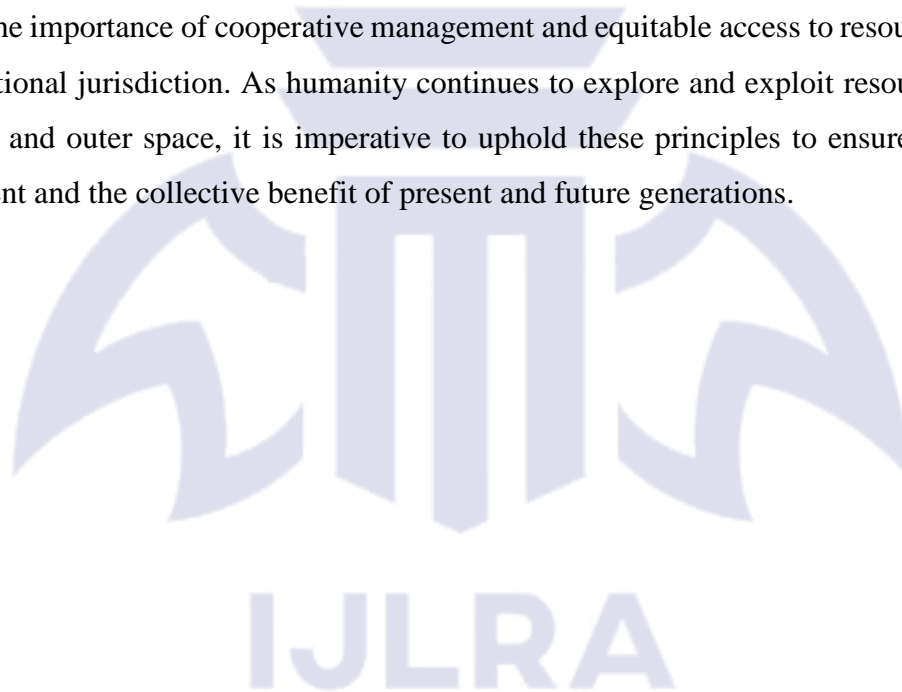 he importance of cooperative management and equitable access to resou
tional jurisdiction. As humanity continues to explore and exploit resou
and outer space, it is imperative to uphold these principles to ensure
nt and the collective benefit of present and future generations.
IJLRA